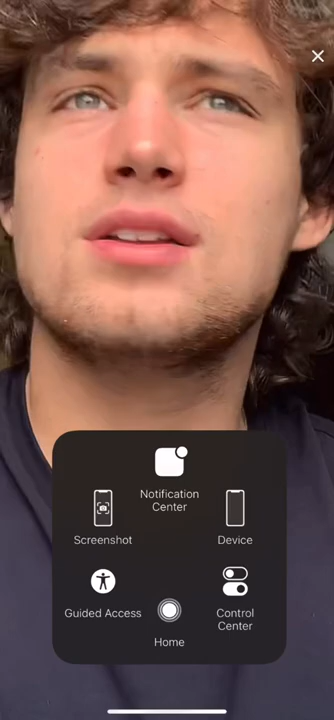 Notification
Center
Screenshot
Device
Guided Access
Control
Center
Home